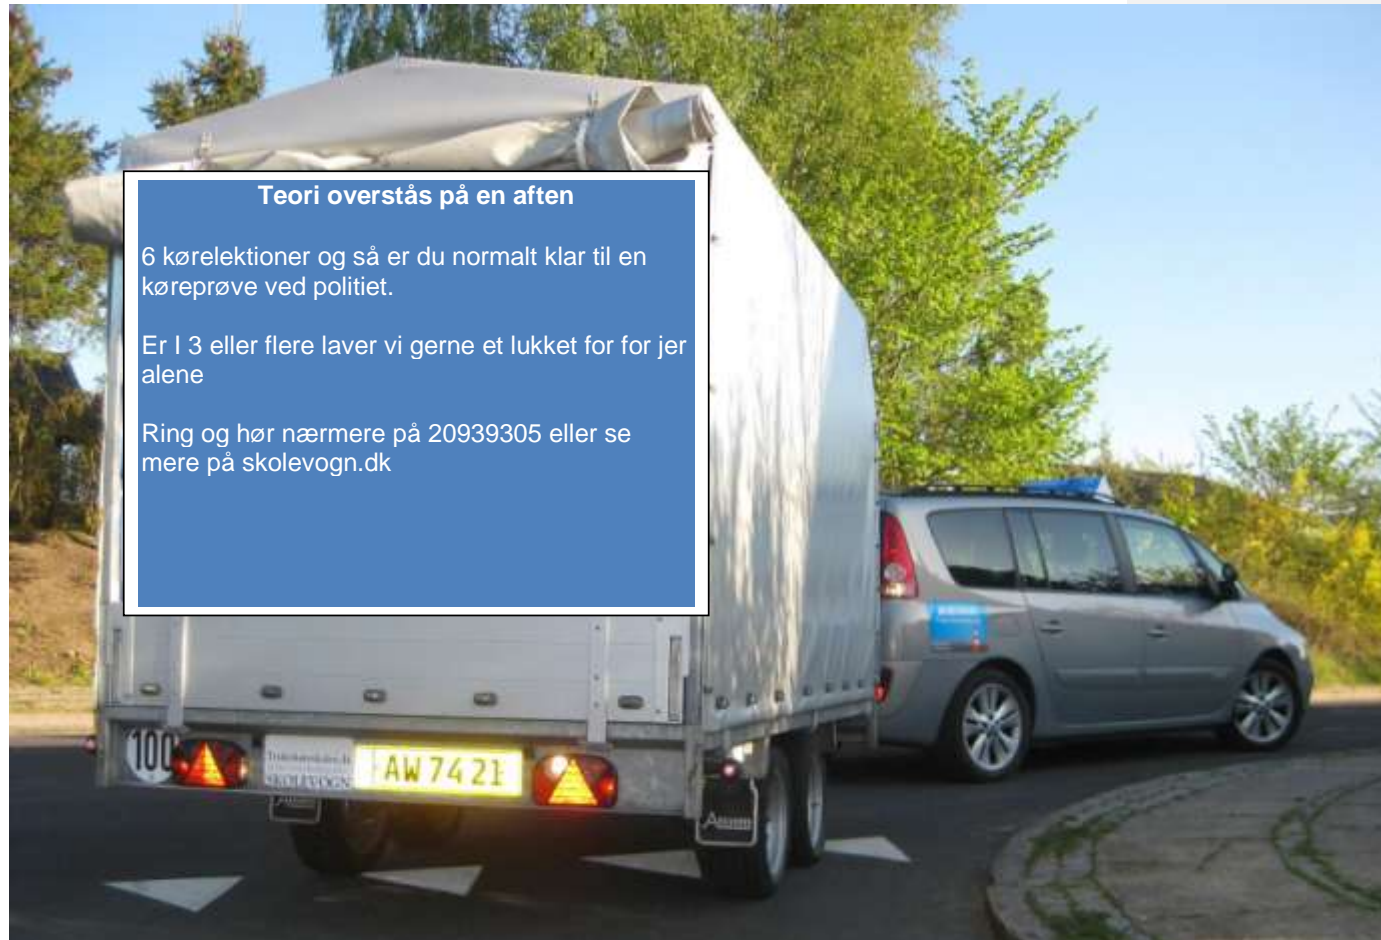 Teori overstås på en aften
6 kørelektioner og så er du normalt klar til en
køreprøve ved politiet.
Er I 3 eller flere laver vi gerne et lukket for for jer
alene
Ring og hør nærmere på 20939305 eller se
mere på skolevogn.dk
100
SKOLEVOGN
AW 7421